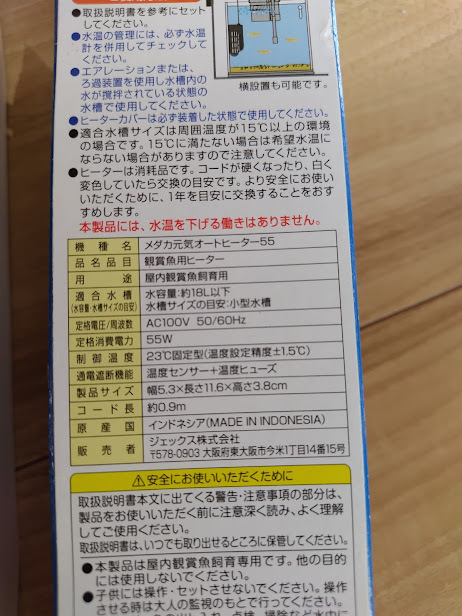 ●取扱説明書を参考にセット
してください。
●水温の管理には、必ず水温
計を併用してチェックして
ください。
●エアレーションまたは、
ろ過装置を使用し水槽内の
水が撹拌されている状態の
水槽で使用してください。
横設置も可能です。
●ヒーターカバーは必ず装着した状態で使用してください。
●適合水槽サイズは周囲温度が15℃以上の環境
の場合です。15℃に満たない場合は希望水温に
ならない場合がありますので注意してください。
●ヒーターは消耗品です。コードが硬くなったり、白く
変色していたら交換の目安です。より安全にお使い
いただくために、1年を目安に交換することをおす
すめします。
本製品には、水温を下げる働きはありません。
機種名 メダカ元気オートヒーター55
品名品目 観賞魚用ヒーター
用途 屋内観賞魚飼育用
適合水槽 水容量:約18L以下
(水容量・水槽サイズの目安) 水槽サイズの目安:小型水槽
定格電圧/周波数 AC100V 50/60Hz
定格消費電力 55W
制御温度 23℃固定型(温度設定精度±1.5℃)
通電遮断機能 温度センサー+温度ヒューズ
製品サイズ 幅5.3×長さ11.6×高さ3.8cm
コード長 約0.9m
原産国 インドネシア(MADE IN INDONESIA)
販売者 ジェックス株式会社
〒578-0903 大阪府東大阪市今米1丁目14番15号
⚠安全にお使いいただくために
取扱説明書本文に出てくる警告・注意事項の部分は、
製品をお使いいただく前に注意深く読み、よく理解
してご使用ください。
取扱説明書は、いつでも取り出せるところに保管してください。
●本製品は屋内観賞魚飼育専用です。他の目的
には使用しないでください。
●子供には操作・セットさせないでください。操作
させる時は大人の監視のもとで行ってください。